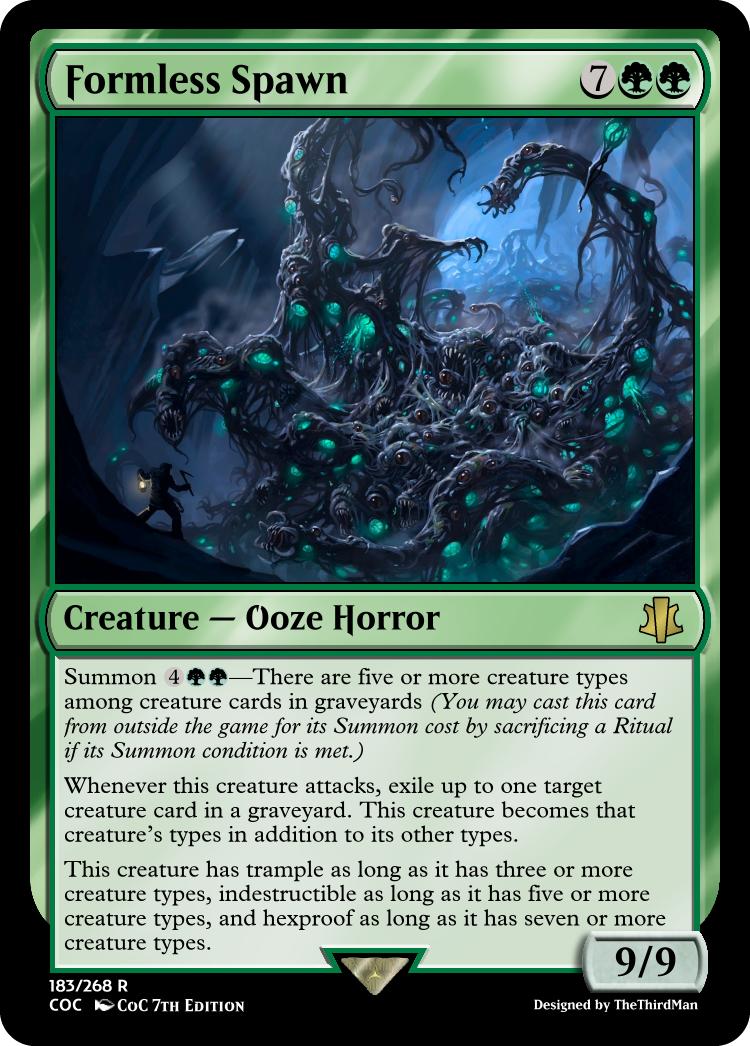 Formless Spawn 7
Creature — Ooze Horror
Summon 4—There are five or more creature types
among creature cards in graveyards (You may cast this card
from outside the game for its Summon cost by sacrificing a Ritual
if its Summon condition is met.)
Whenever this creature attacks, exile up to one target
creature card in a graveyard. This creature becomes that
creature's types in addition to its other types.
This creature has trample as long as it has three or more
creature types, indestructible as long as it has five or more
creature types, and hexproof as long as it has seven or more
creature types.
9/9
183/268 R
COC CoC 7th Edition
Designed by TheThirdMan